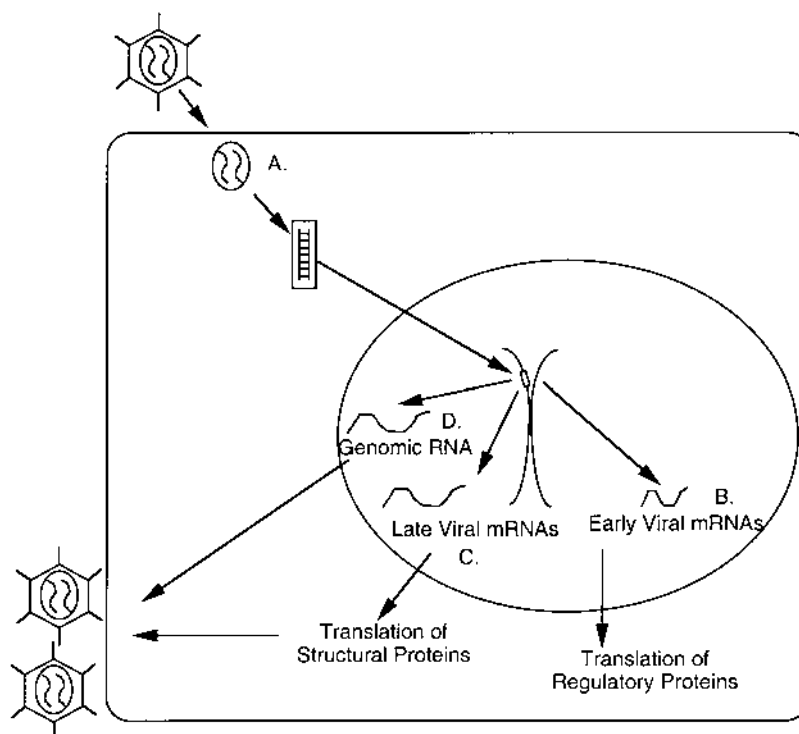 A.
D.
Genomic RNA
B.
Late Viral mRNAs
Early Viral mRNAs
C.
Translation of
Structural Proteins
Translation of
Regulatory Proteins